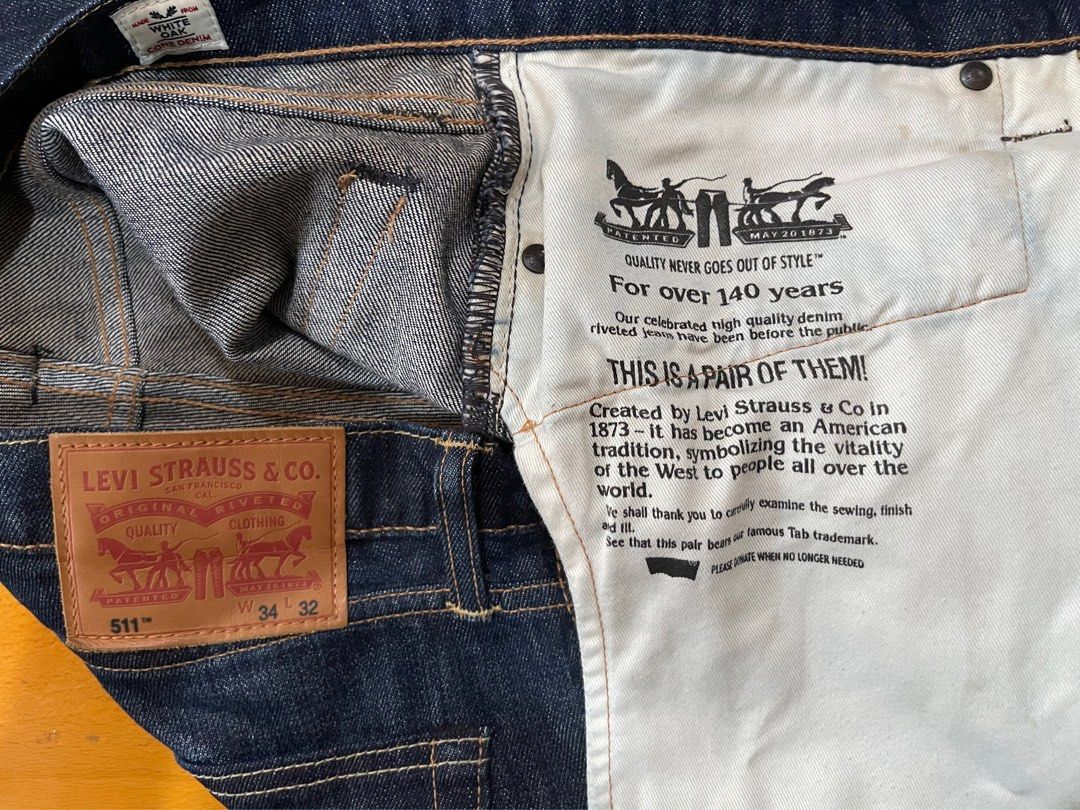 MADE FROM
WHITE
OAK
CONE DENIM
PATENTED MAY 20 1873 ™
QUALITY NEVER GOES OUT OF STYLE™
For over 140 years
Our celebrated high quality denim
riveted jeans have been before the public.
THIS IS A PAIR OF THEM!
Created by Levi Strauss & Co in
1873 – it has become an American
tradition, symbolizing the vitality
of the West to people all over the
world.
We shall thank you to carefully examine the sewing, finish
and fit.
See that this pair bears our famous Tab trademark.
® PLEASE DONATE WHEN NO LONGER NEEDED
LEVI STRAUSS & CO.
SAN FRANCISCO
CAL.
ORIGINAL RIVETED
QUALITY CLOTHING
PATENTED MAY 20 1873 ®
W 34 L 32
511™